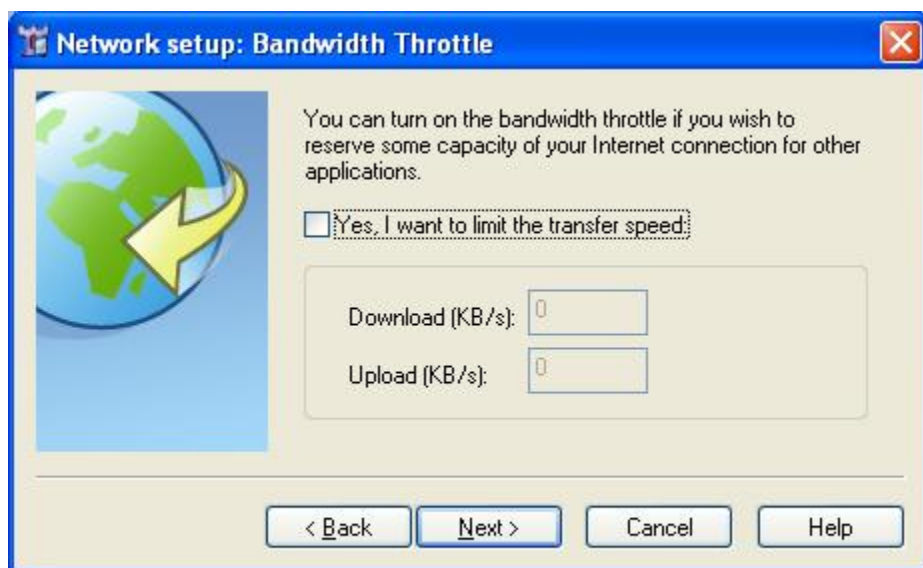 Network setup: Bandwidth Throttle
You can turn on the bandwidth throttle if you wish to
reserve some capacity of your Internet connection for other
applications.
Yes, I want to limit the transfer speed:
Download (KB/s): 0
Upload (KB/s): 0
< Back Next > Cancel Help